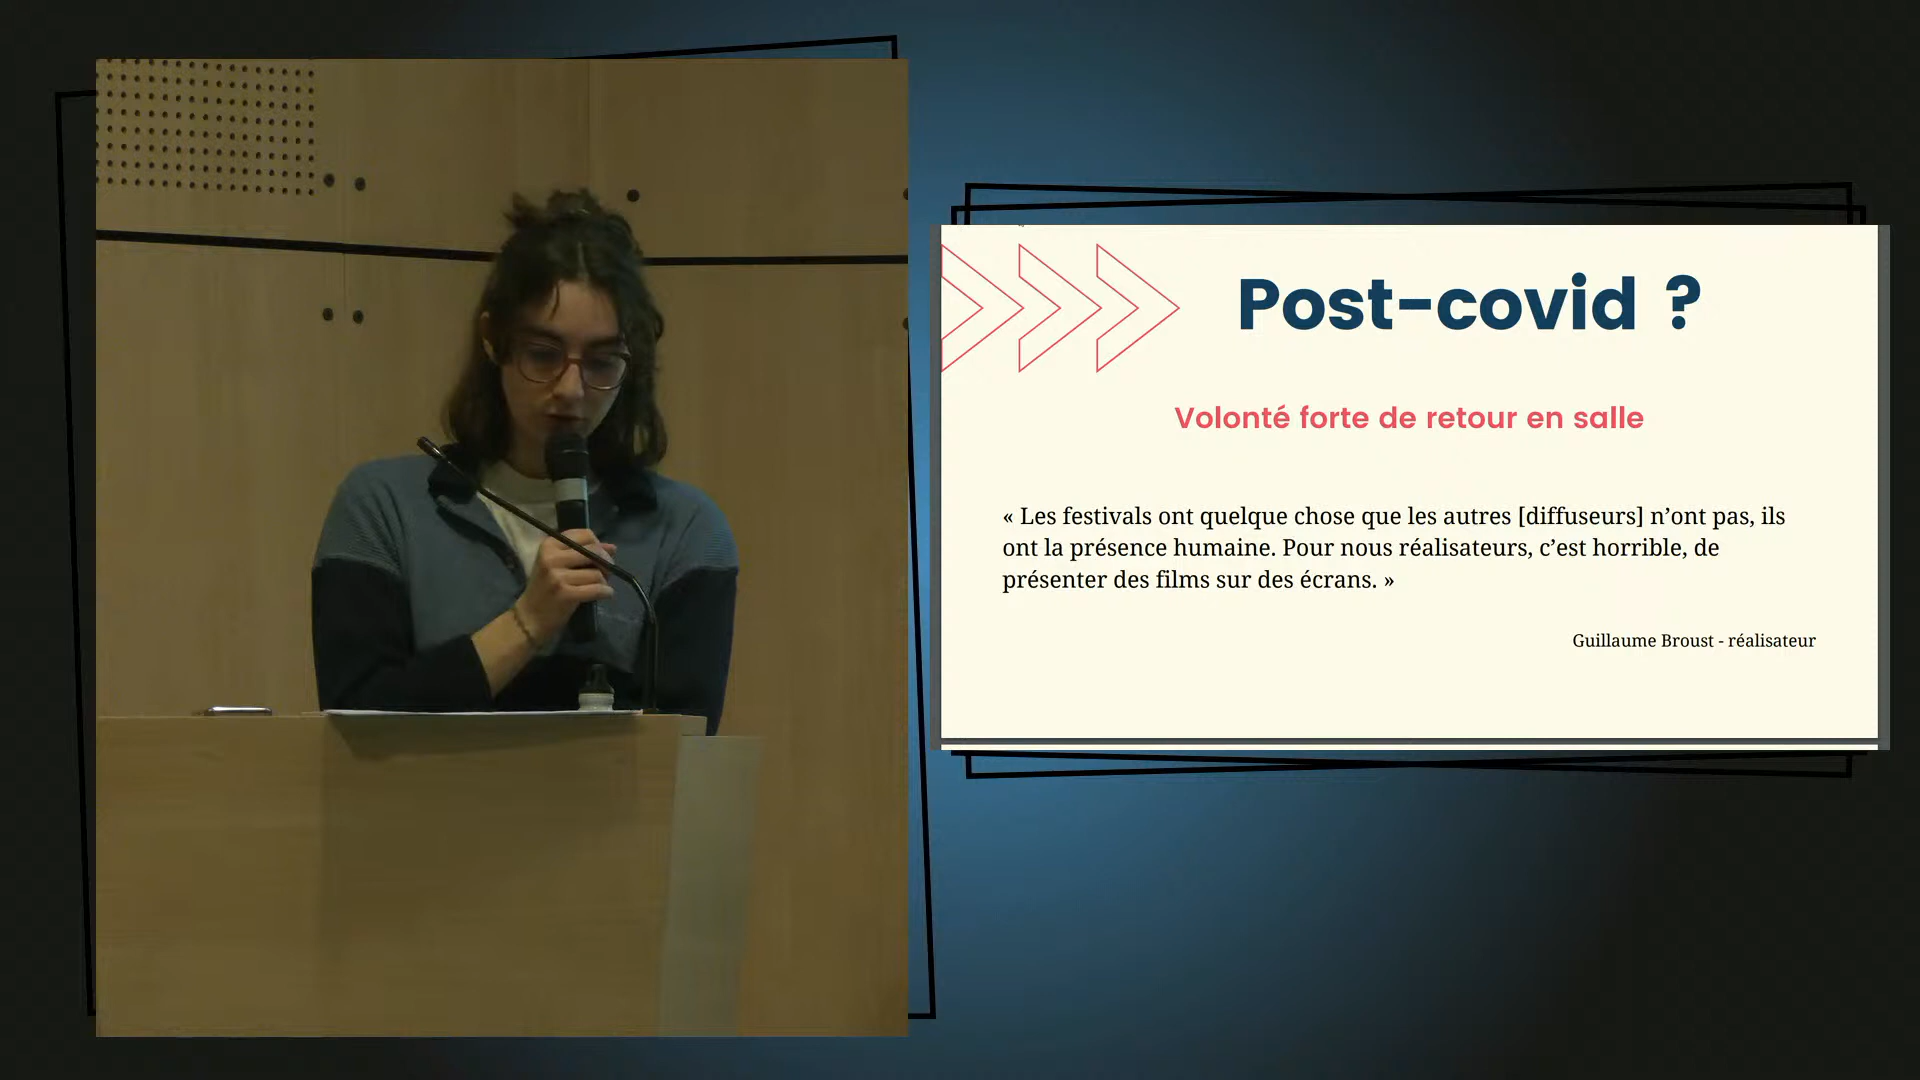 Post-covid ?
Volonté forte de retour en salle
« Les festivals ont quelque chose que les autres [diffuseurs] n’ont pas, ils
ont la présence humaine. Pour nous réalisateurs, c’est horrible, de
présenter des films sur des écrans. »
Guillaume Broust - réalisateur